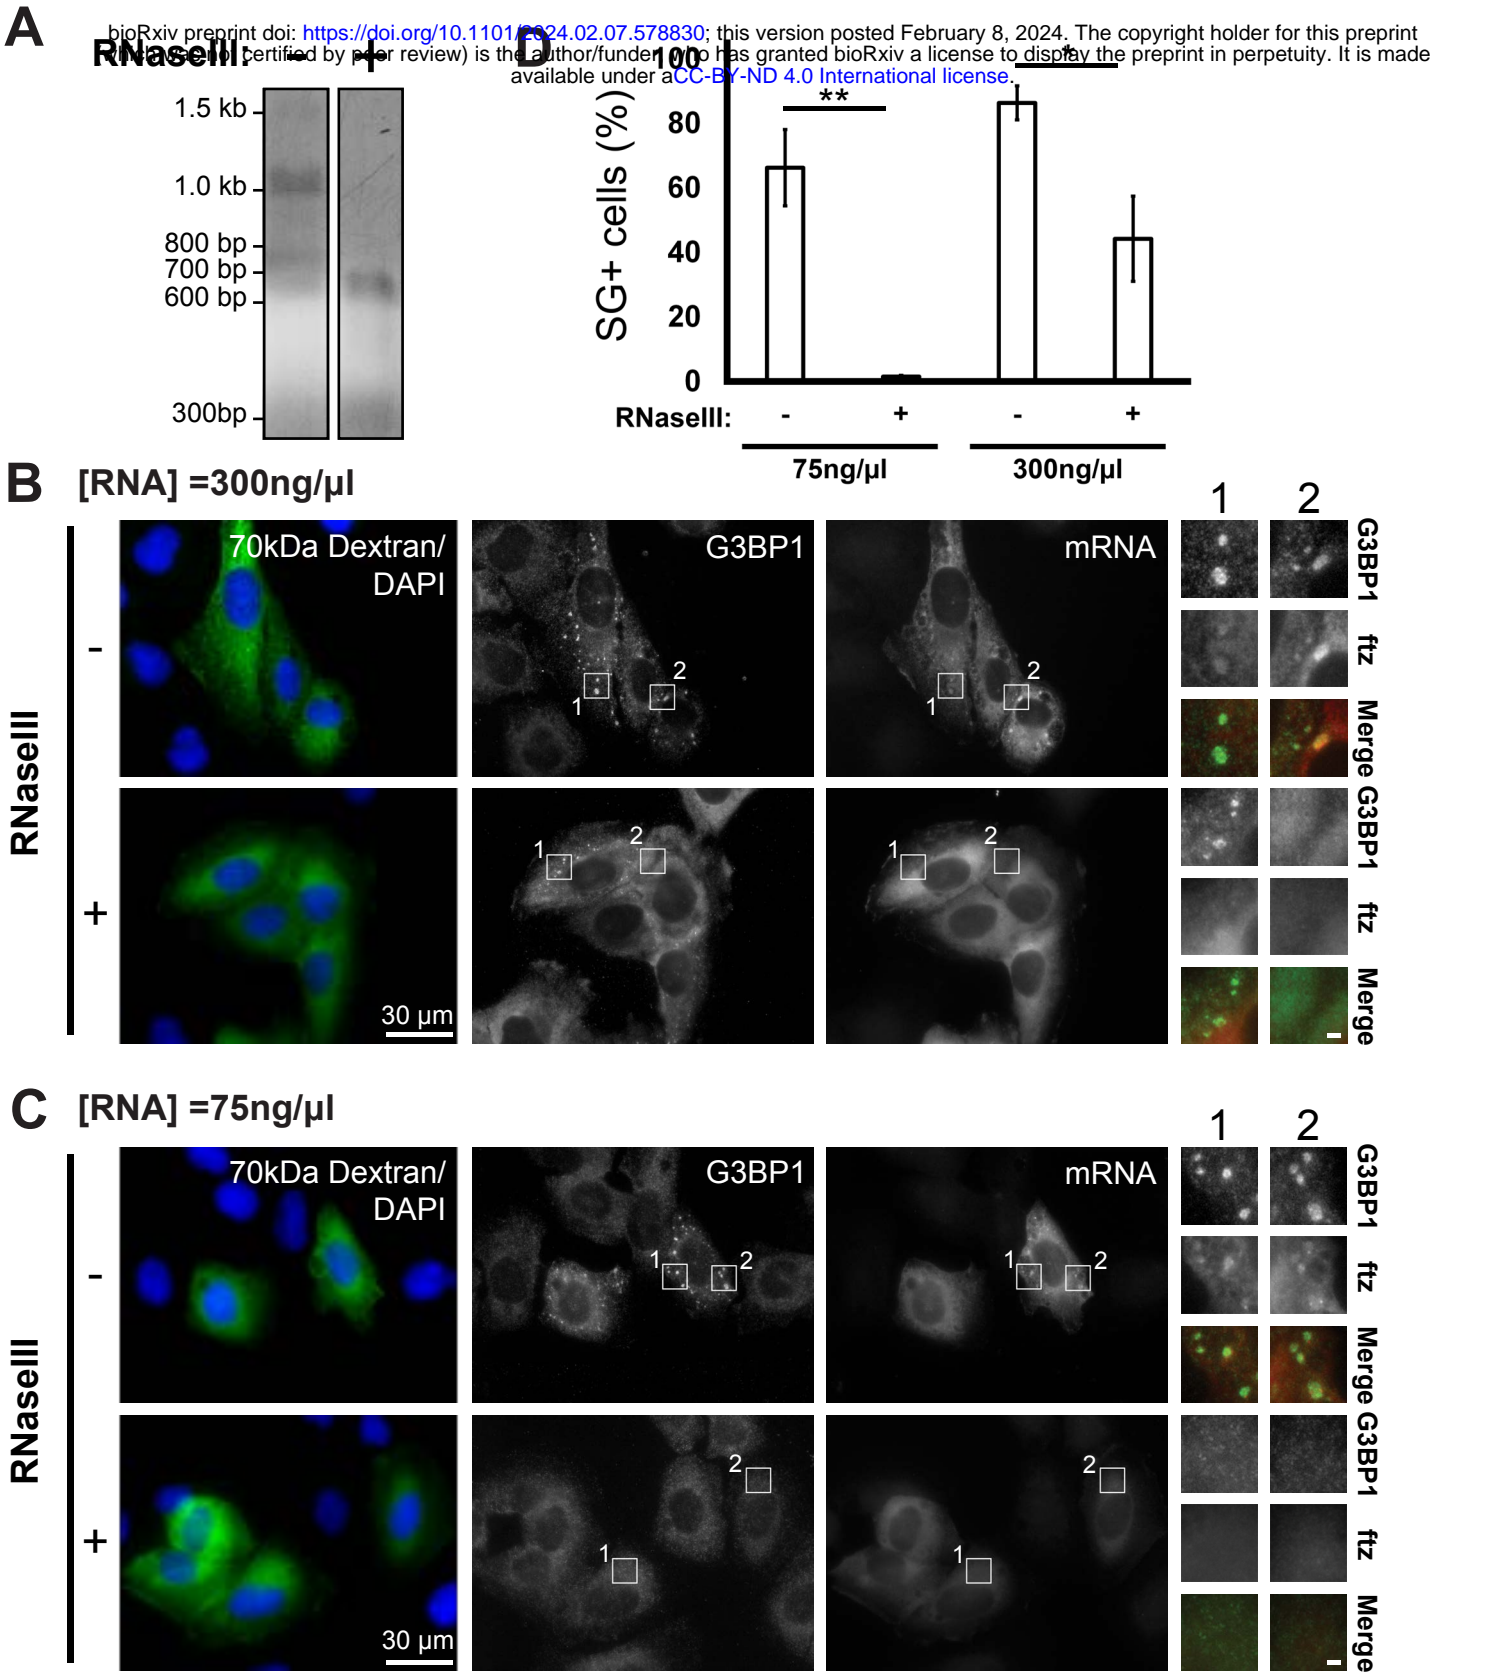 A
bioRxiv preprint doi: https://doi.org/10.1101/2024.02.07.578830; this version posted February 8, 2024. The copyright holder for this preprint
(which was not certified by peer review) is the author/funder, who has granted bioRxiv a license to display the preprint in perpetuity. It is made
available under aCC-BY-ND 4.0 International license.
RNaseIII: - +
1.5 kb
1.0 kb
800 bp
700 bp
600 bp
300bp
D
SG+ cells (%)
100
80
60
40
20
0
**
*
RNaseIII: - + - +
75ng/µl 300ng/µl
B [RNA] =300ng/µl
1 2
RNaseIII
-
+
70kDa Dextran/
DAPI
G3BP1
mRNA
1
2
1
2
G3BP1
ftz
Merge
1
2
1
2
30 µm
G3BP1
ftz
Merge
C [RNA] =75ng/µl
1 2
RNaseIII
-
+
70kDa Dextran/
DAPI
G3BP1
mRNA
1
2
1
2
G3BP1
ftz
Merge
1
2
1
2
30 µm
G3BP1
ftz
Merge